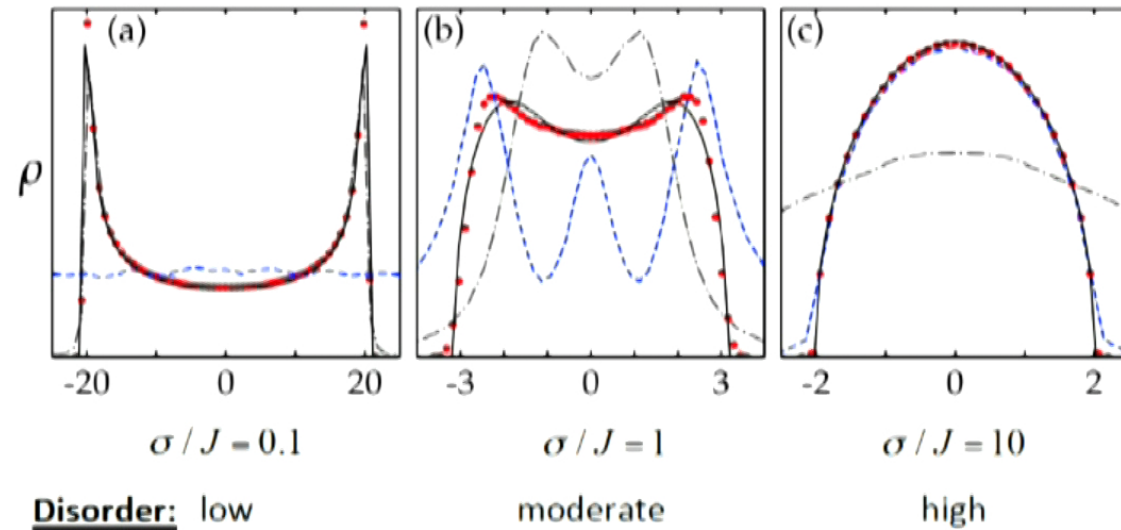 (a) (b) (c)
ρ
-20 0 20 -3 0 3 -2 0 2
σ / J = 0.1 σ / J = 1 σ / J = 10
Disorder: low moderate high